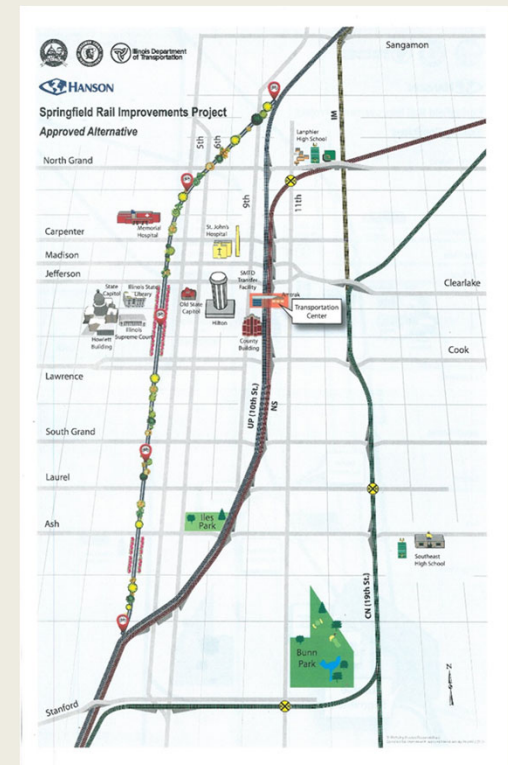 Illinois Department
of Transportation
HANSON
Springfield Rail Improvements Project
Approved Alternative
Sangamon
5th
6th
IM
Lanphier
High School
North Grand
9th
11th
Memorial
Hospital
St. John's
Hospital
Carpenter
Madison
Jefferson
SMTD
Transfer
Facility
Clearlake
State
Capitol
Illinois State
Library
Old State
Capitol
Amtrak
Transportation
Center
Hilton
Howlett
Building
Illinois
Supreme Court
County
Building
Cook
Lawrence
UP (10th St.)
NS
South Grand
Laurel
Iles
Park
Ash
Southeast
High School
CN (19th St.)
Bunn
Park
N
Stanford